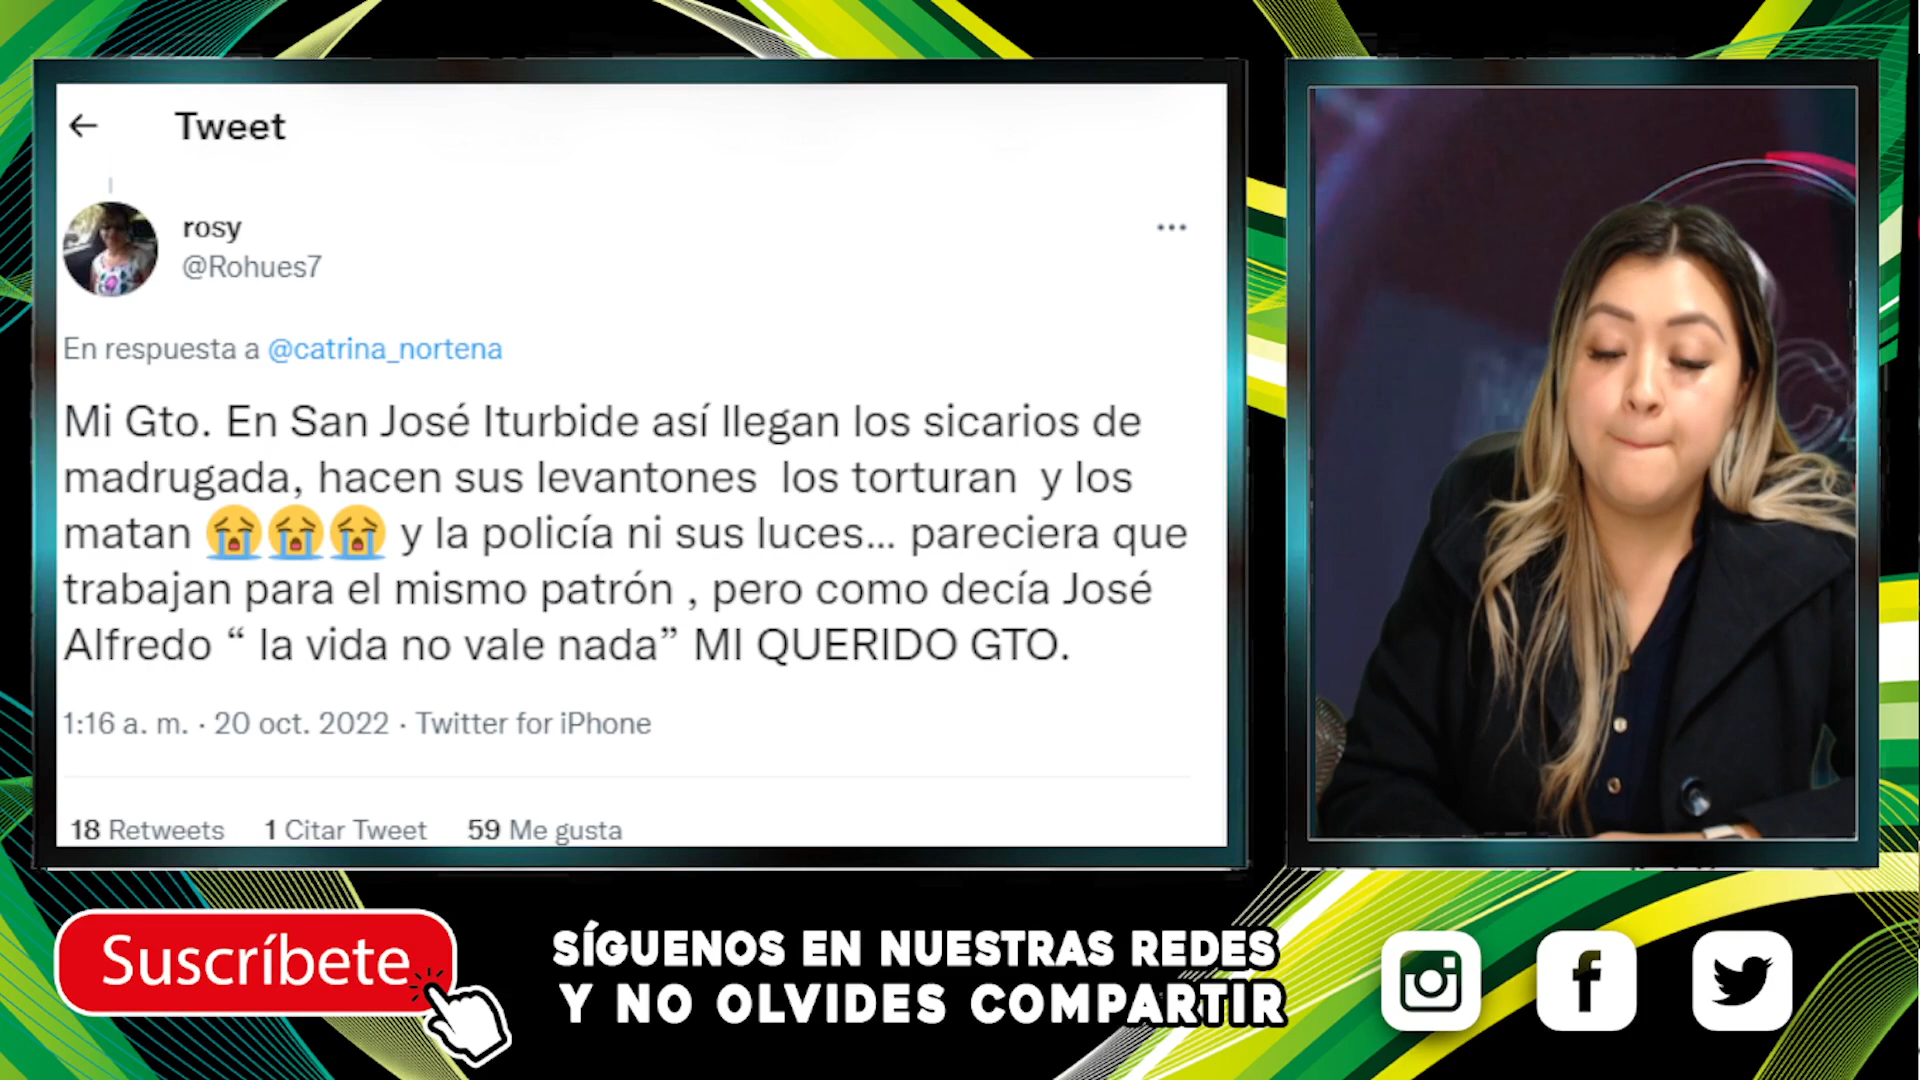 ← Tweet
rosy
@Rohues7
En respuesta a @catrina_nortena
Mi Gto. En San José Iturbide así llegan los sicarios de
madrugada, hacen sus levantones los torturan y los
matan 😭😭😭 y la policía ni sus luces... pareciera que
trabajan para el mismo patrón , pero como decía José
Alfredo “ la vida no vale nada” MI QUERIDO GTO.
1:16 a. m. · 20 oct. 2022 · Twitter for iPhone
18 Retweets 1 Citar Tweet 59 Me gusta
Suscríbete
SÍGUENOS EN NUESTRAS REDES
Y NO OLVIDES COMPARTIR